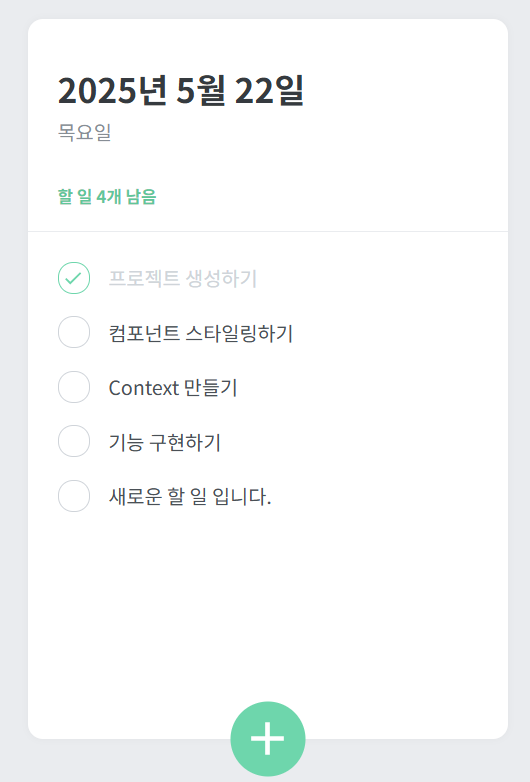 2025년 5월 22일
목요일
할 일 4개 남음
프로젝트 생성하기
컴포넌트 스타일링하기
Context 만들기
기능 구현하기
새로운 할 일 입니다.